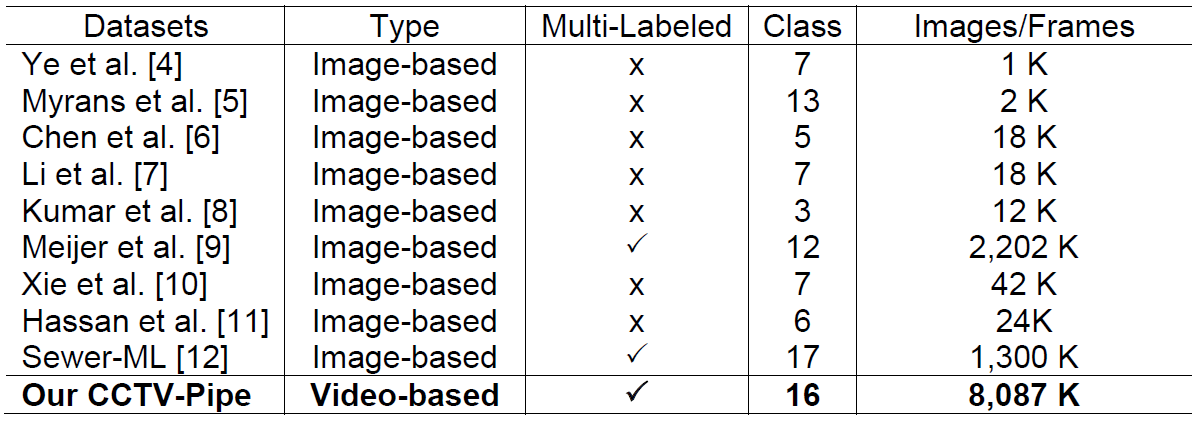 Datasets Type Multi-Labeled Class Images/Frames
Ye et al. [4] Image-based x 7 1 K
Myrans et al. [5] Image-based x 13 2 K
Chen et al. [6] Image-based x 5 18 K
Li et al. [7] Image-based x 7 18 K
Kumar et al. [8] Image-based x 3 12 K
Meijer et al. [9] Image-based ✓ 12 2,202 K
Xie et al. [10] Image-based x 7 42 K
Hassan et al. [11] Image-based x 6 24K
Sewer-ML [12] Image-based ✓ 17 1,300 K
Our CCTV-Pipe Video-based ✓ 16 8,087 K